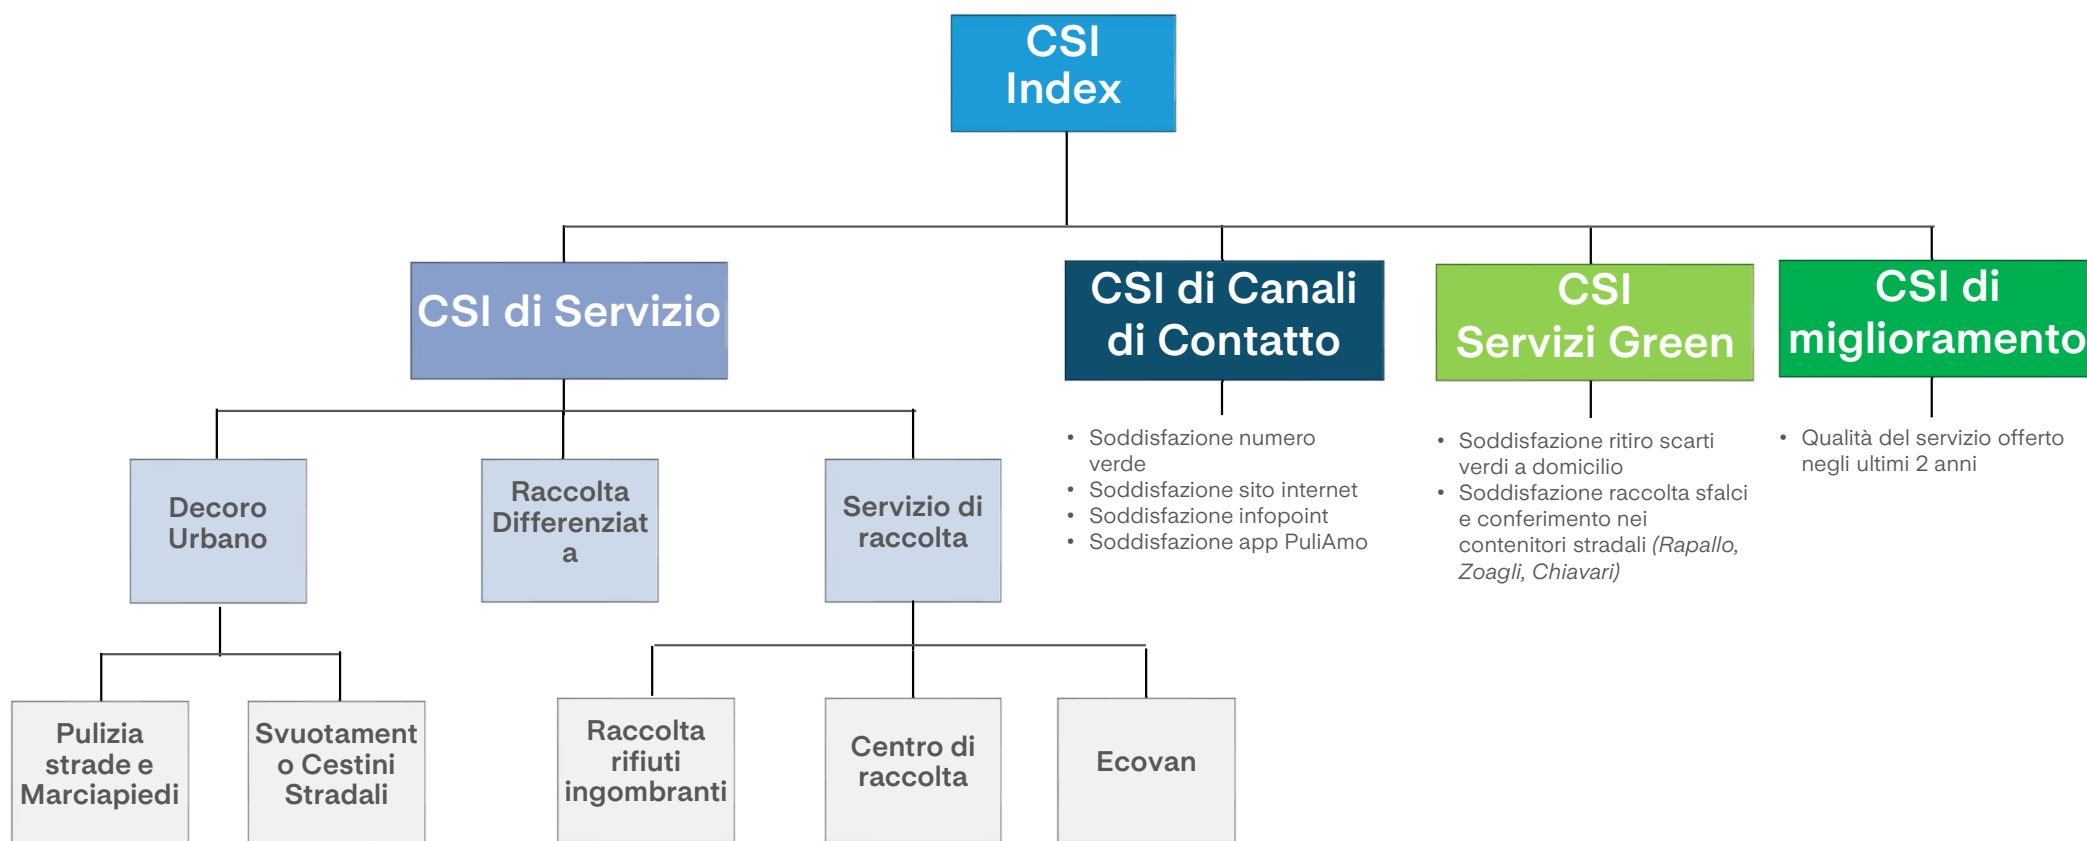 CSI
Index
CSI di Servizio
CSI di Canali
di Contatto
CSI
Servizi Green
CSI di
miglioramento
• Soddisfazione numero
verde
• Soddisfazione sito internet
• Soddisfazione infopoint
• Soddisfazione app PuliAmo
• Soddisfazione ritiro scarti
verdi a domicilio
• Soddisfazione raccolta sfalci
e conferimento nei
contenitori stradali (Rapallo,
Zoagli, Chiavari)
• Qualità del servizio offerto
negli ultimi 2 anni
Decoro
Urbano
Raccolta
Differenziat
a
Servizio di
raccolta
Pulizia
strade e
Marciapiedi
Svuotament
o Cestini
Stradali
Raccolta
rifiuti
ingombranti
Centro di
raccolta
Ecovan